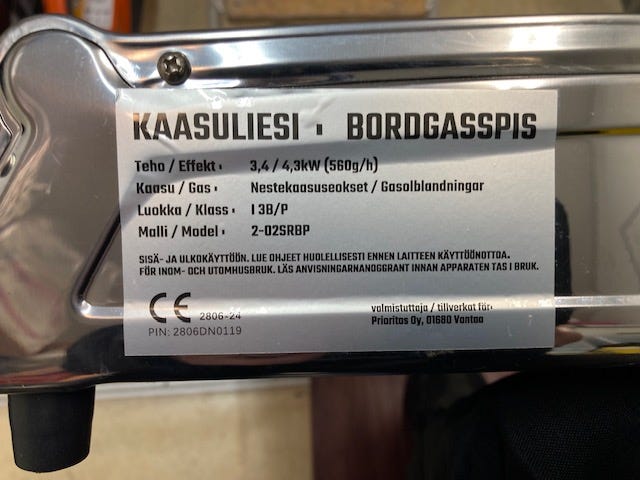 KAASULIESI · BORDGASSPIS
Teho / Effekt · 3,4 / 4,3kW (560g/h)
Kaasu / Gas · Nestekaasuseokset / Gasolblandningar
Luokka / Klass · I 3B/P
Malli / Model · 2-02SRBP
SISÄ- JA ULKOKÄYTTÖÖN. LUE OHJEET HUOLELLISESTI ENNEN LAITTEEN KÄYTTÖÖNOTTOA.
FÖR INOM- OCH UTOMHUSBRUK. LÄS ANVISNINGARNANOGGRANT INNAN APPARATEN TAS I BRUK.
CE 2806-24
PIN: 2806DN0119
valmistuttaja / tillverkat för:
Prioritas Oy, 01680 Vantaa